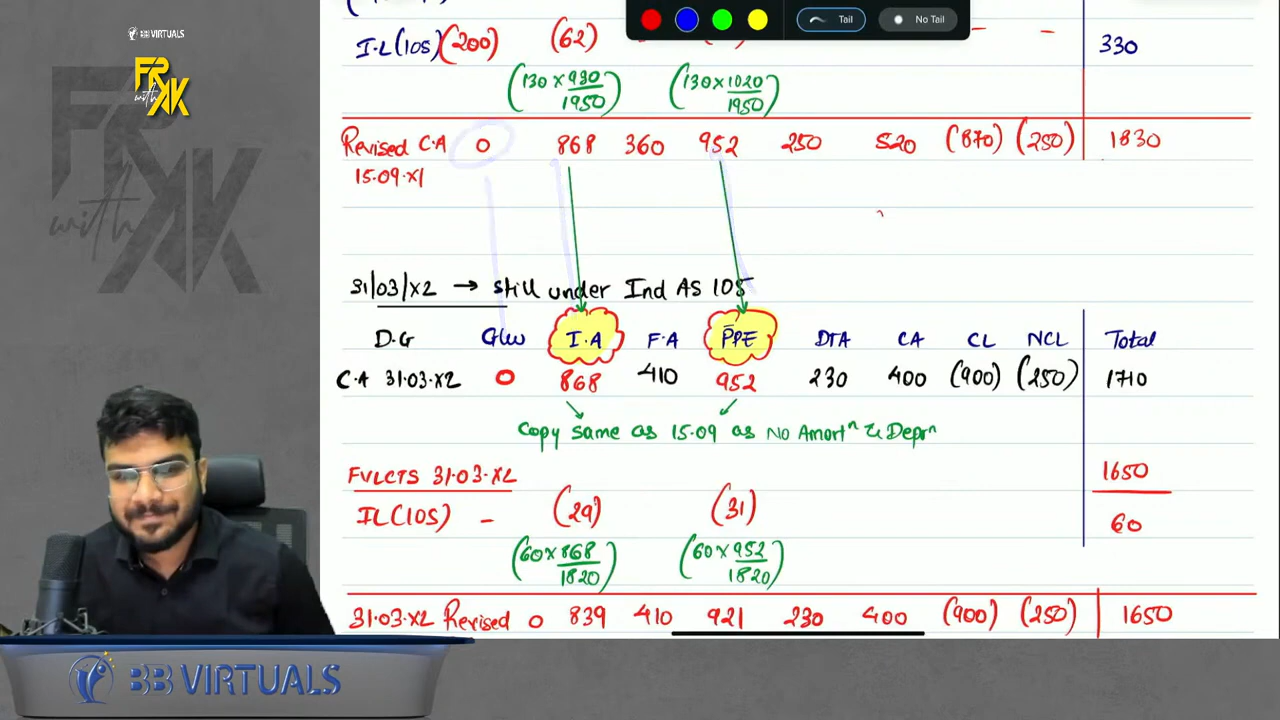 BB VIRTUALS
FR
with
AK
Tail
No Tail
I.L (105) (200) (62) - - 330
(130 × 930/1950) (130 × 1020/1950)
Revised C.A 0 868 360 952 250 520 (870) (250) 1830
15.09.X1
31/03/X2 → still under Ind AS 105
D.G Glw I.A F.A PPE DTA CA CL NCL Total
C.A 31.03.X2 0 868 410 952 230 400 (900) (250) 1710
Copy same as 15.09 as No Amortⁿ & Deprⁿ
FVLCTS 31.03.X2 1650
IL(105) - (29) (31) 60
(60 × 868/1820) (60 × 952/1820)
31.03.X2 Revised 0 839 410 921 230 400 (900) (250) 1650
BB VIRTUALS